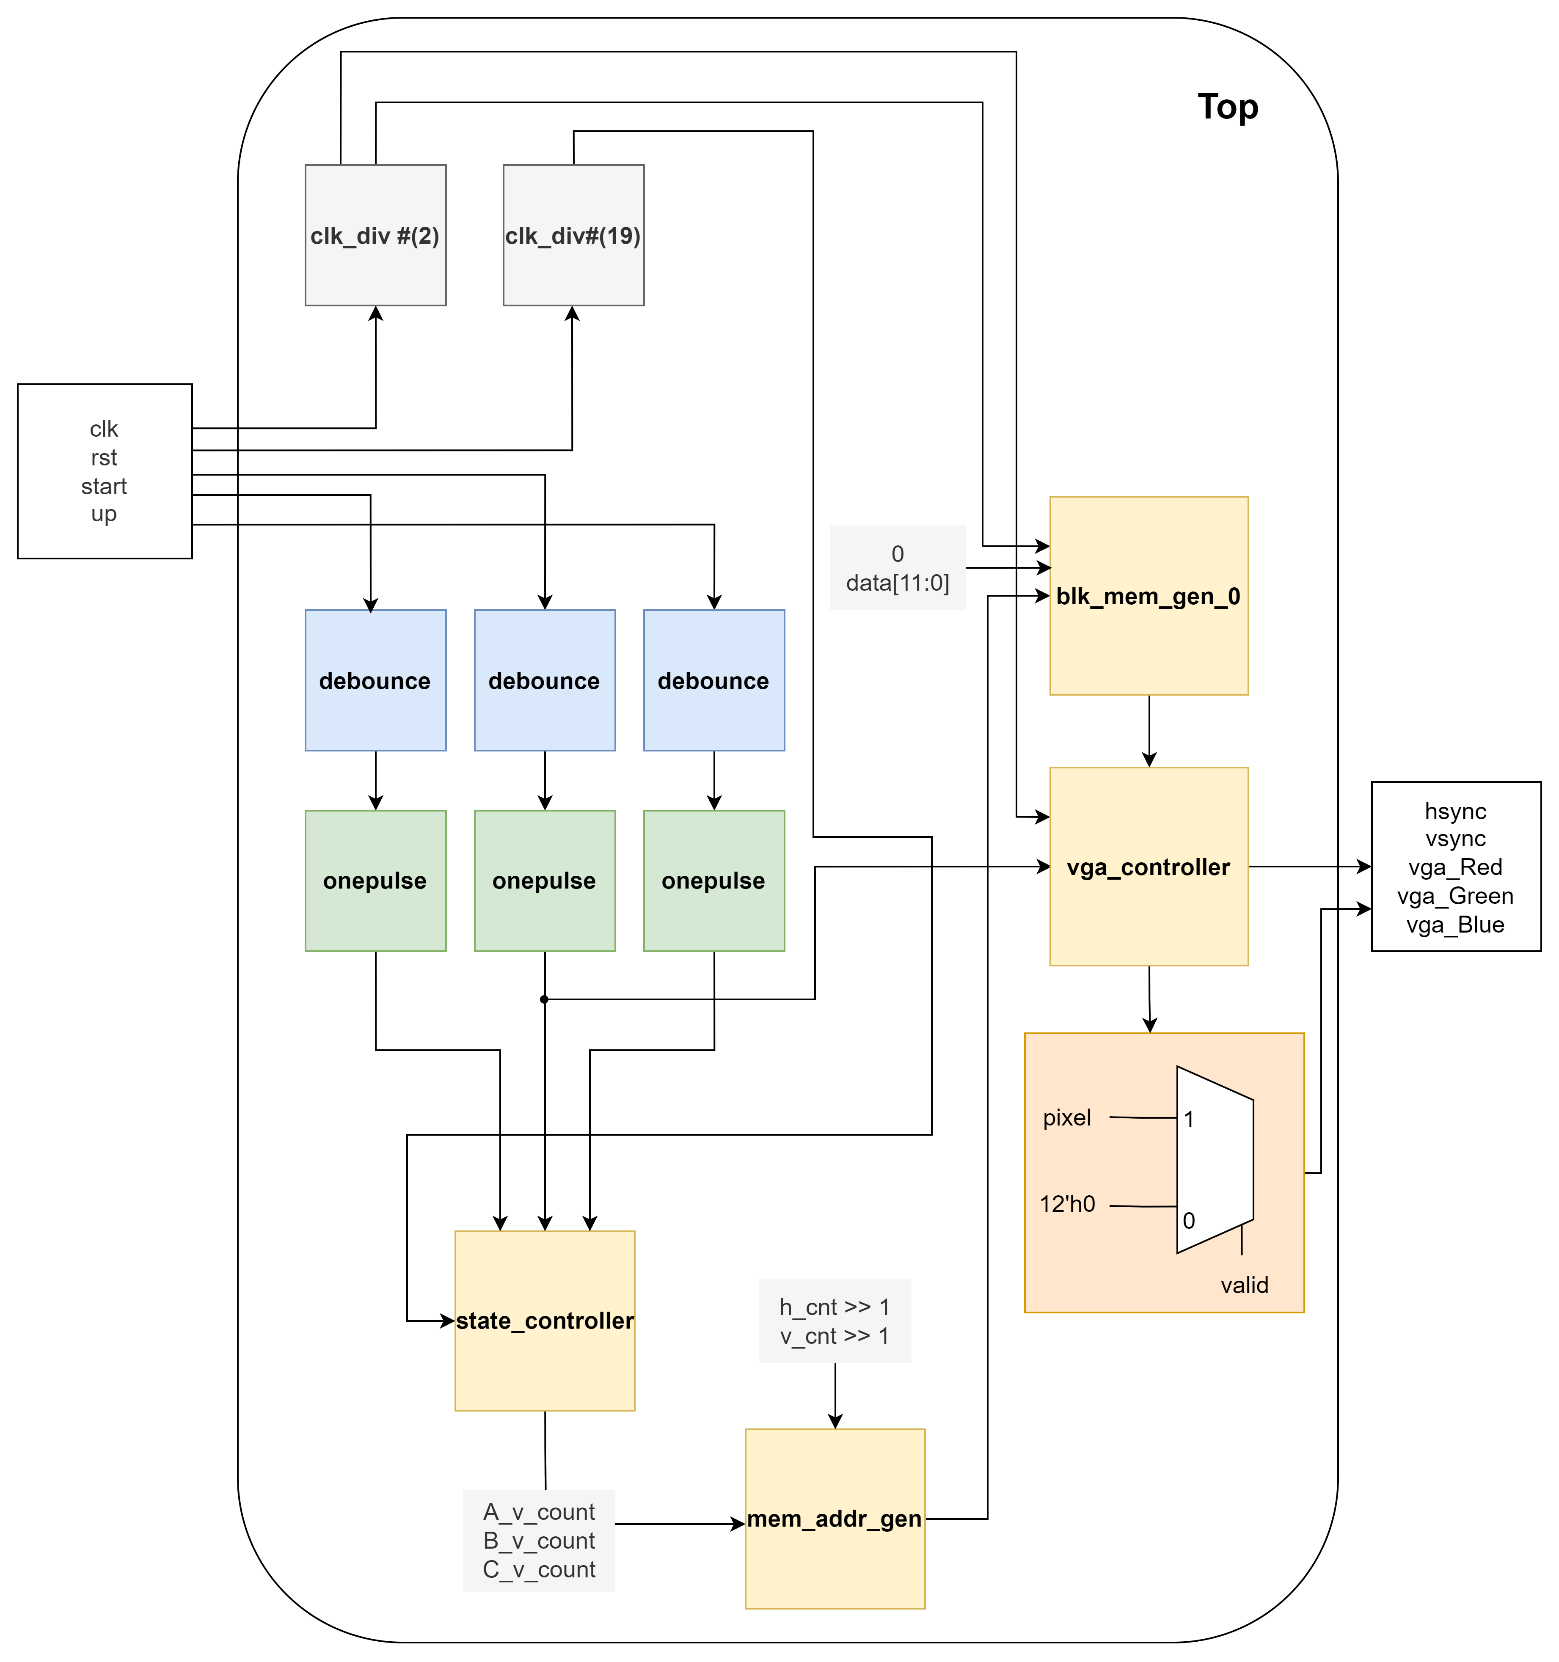 Top
clk_div #(2)
clk_div#(19)
clk
rst
start
up
0
data[11:0]
blk_mem_gen_0
debounce
debounce
debounce
onepulse
onepulse
onepulse
vga_controller
hsync
vsync
vga_Red
vga_Green
vga_Blue
pixel
1
12'h0
0
valid
state_controller
h_cnt >> 1
v_cnt >> 1
A_v_count
B_v_count
C_v_count
mem_addr_gen